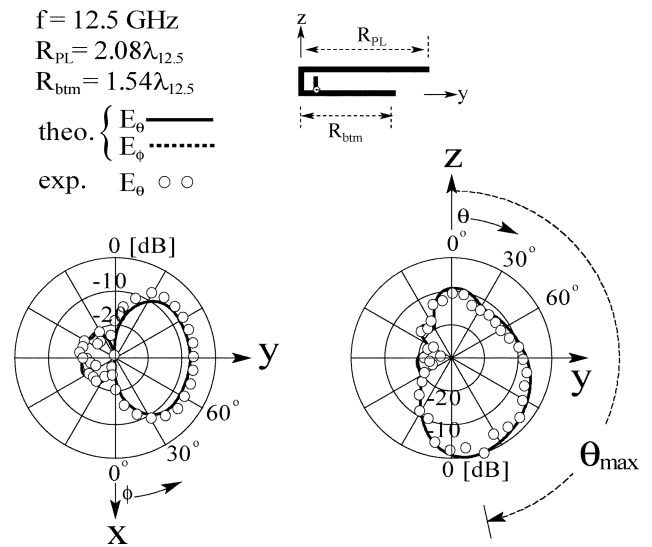 f = 12.5 GHz
R_PL = 2.08λ_12.5
R_btm = 1.54λ_12.5
theo. { E_θ
E_ϕ
exp. E_θ
z
R_PL
y
R_btm
0 [dB]
-10
-20
y
60°
30°
0°
ϕ
x
z
θ
0°
30°
60°
y
-20
-10
0 [dB]
θ_max